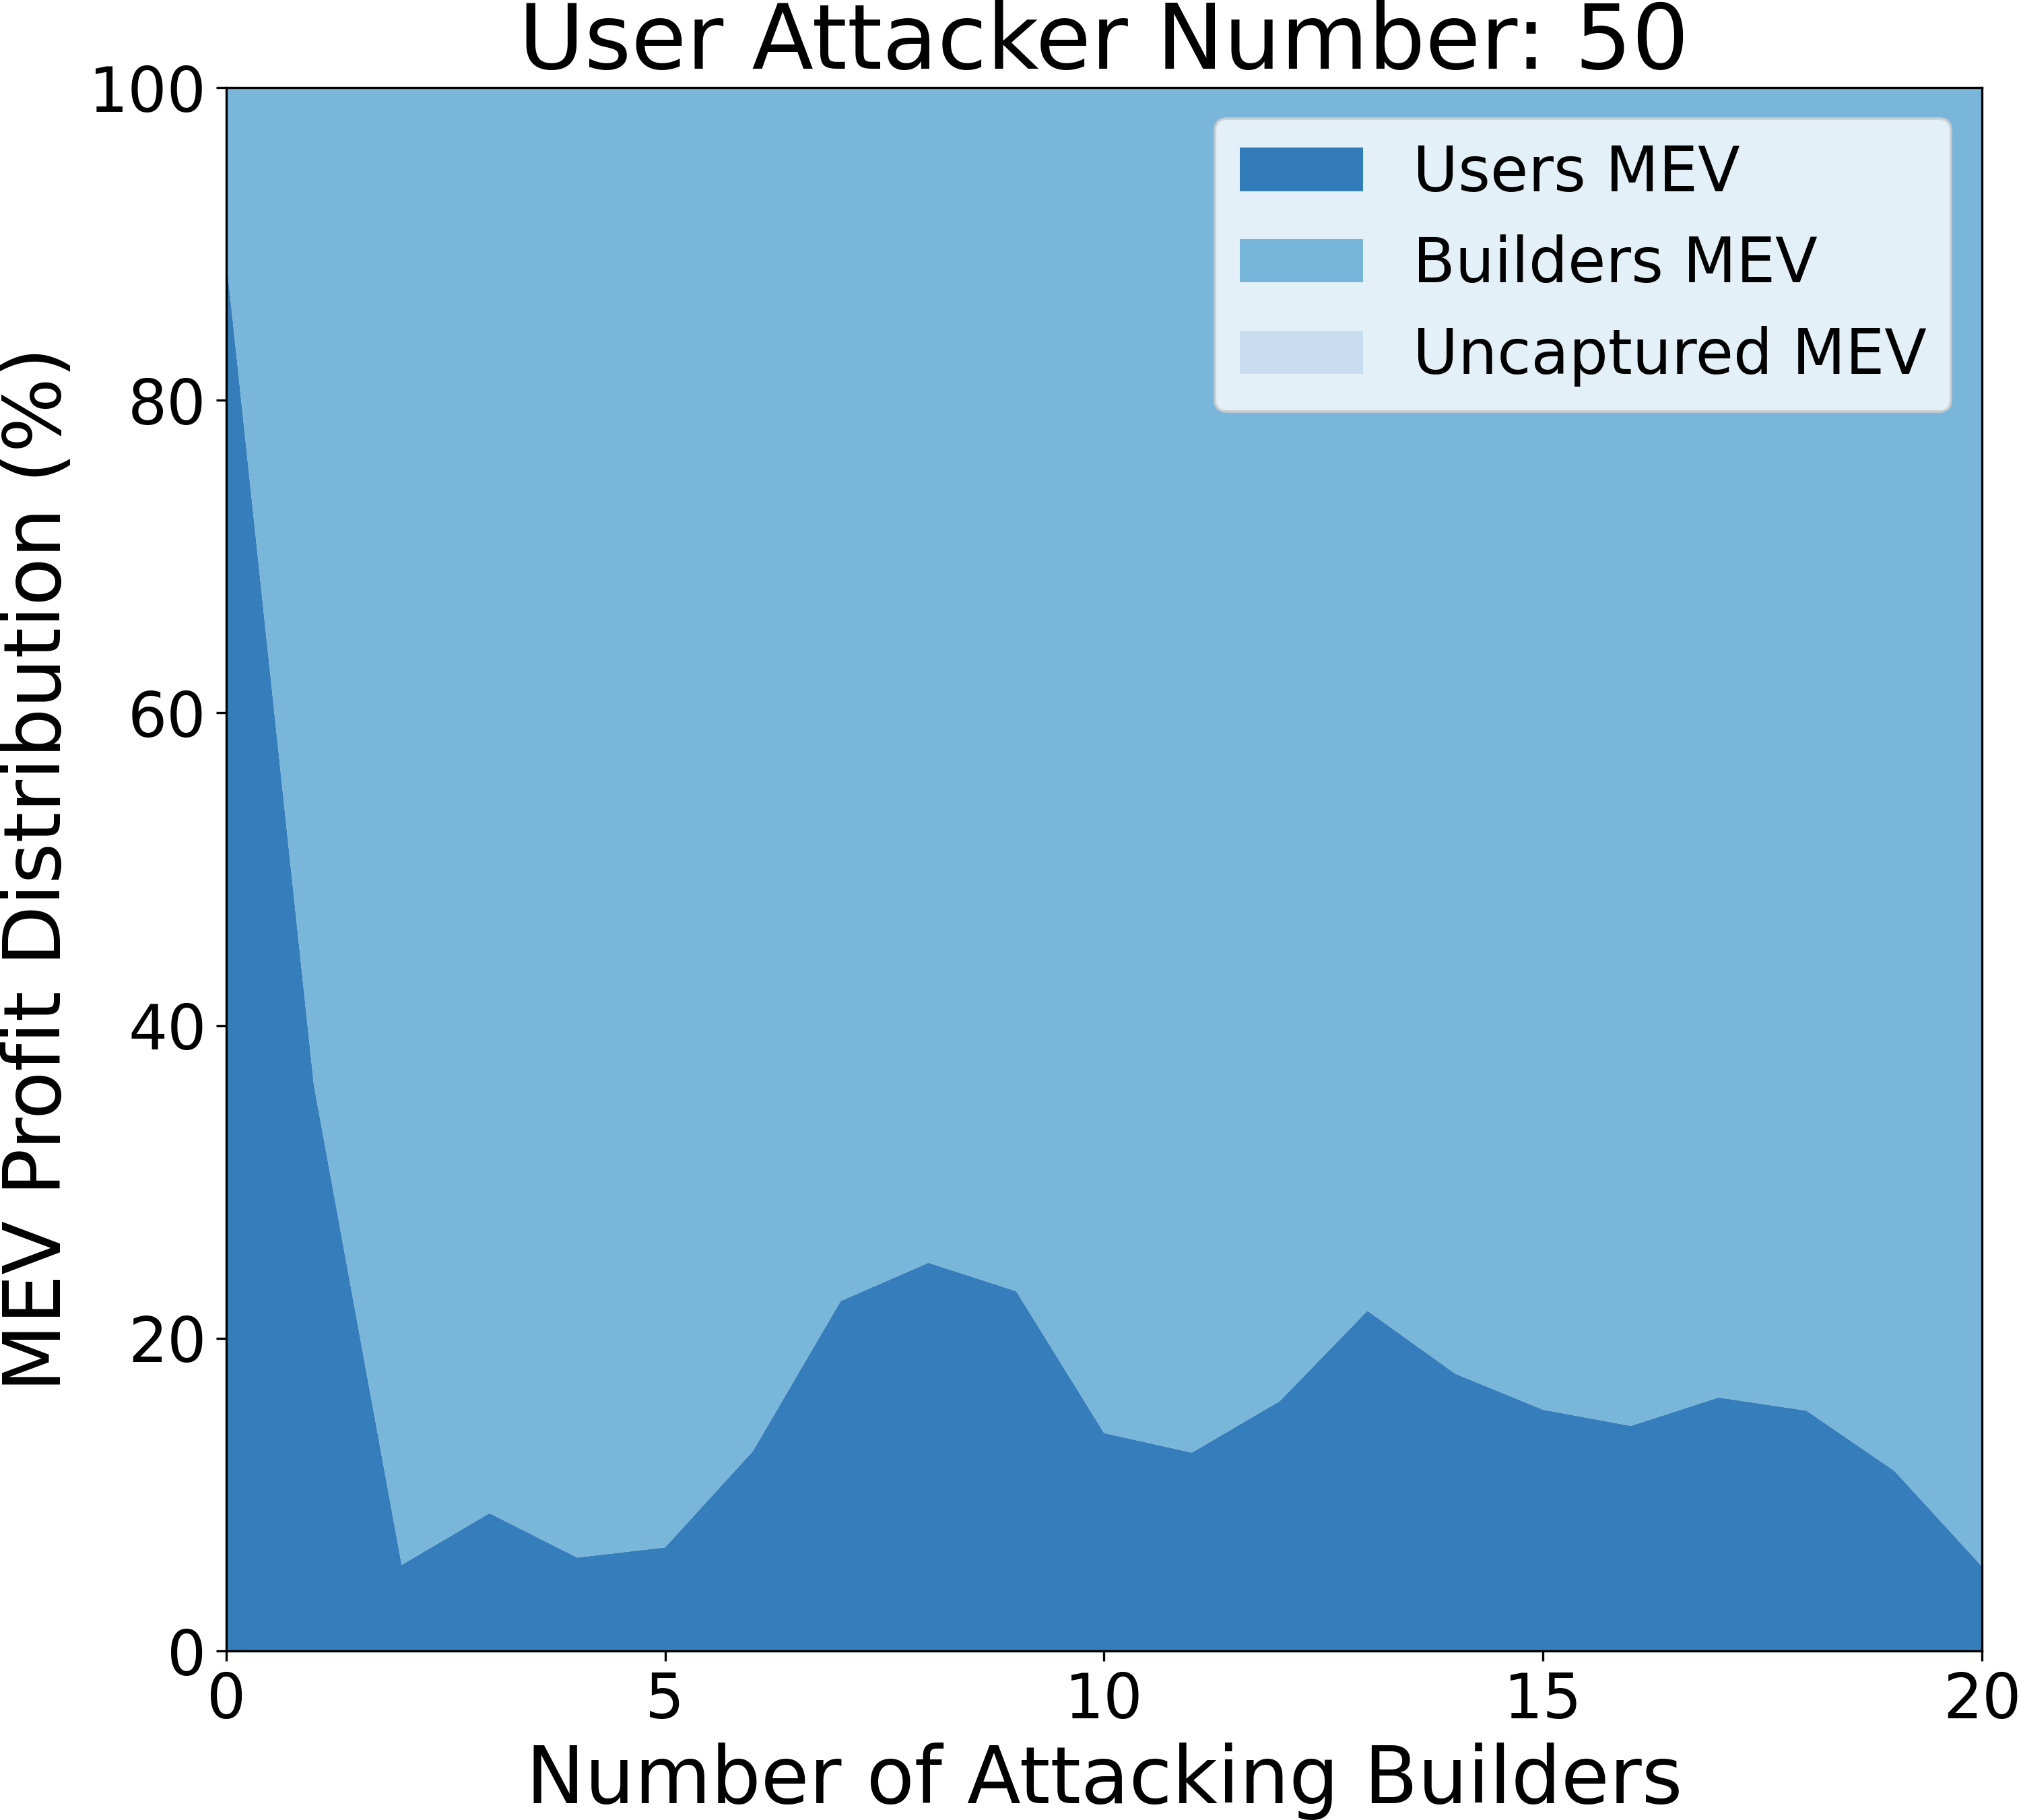 User Attacker Number: 50
MEV Profit Distribution (%)
100
80
60
40
20
0
Users MEV
Builders MEV
Uncaptured MEV
0 5 10 15 20
Number of Attacking Builders